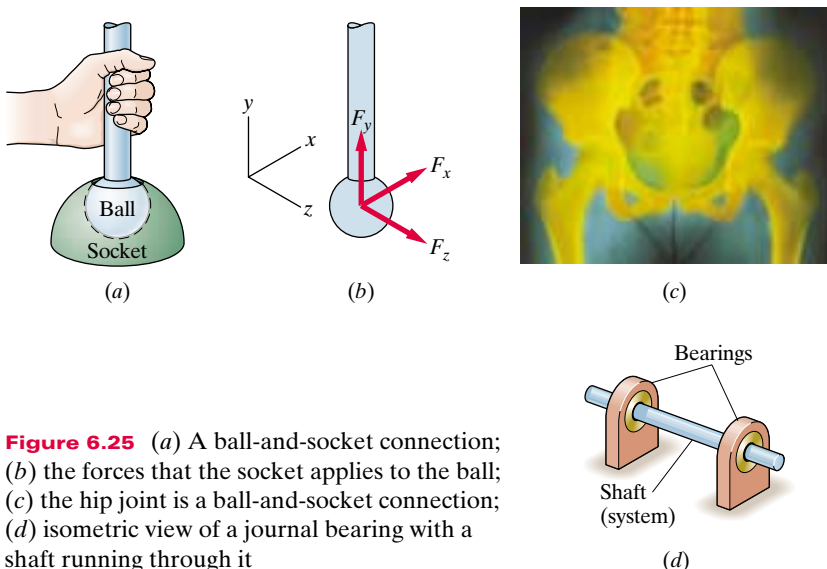 Ball
Socket
(a)
y
x
z
F_y
F_x
F_z
(b)
(c)
Bearings
Shaft
(system)
(d)
Figure 6.25 (a) A ball-and-socket connection;
(b) the forces that the socket applies to the ball;
(c) the hip joint is a ball-and-socket connection;
(d) isometric view of a journal bearing with a
shaft running through it